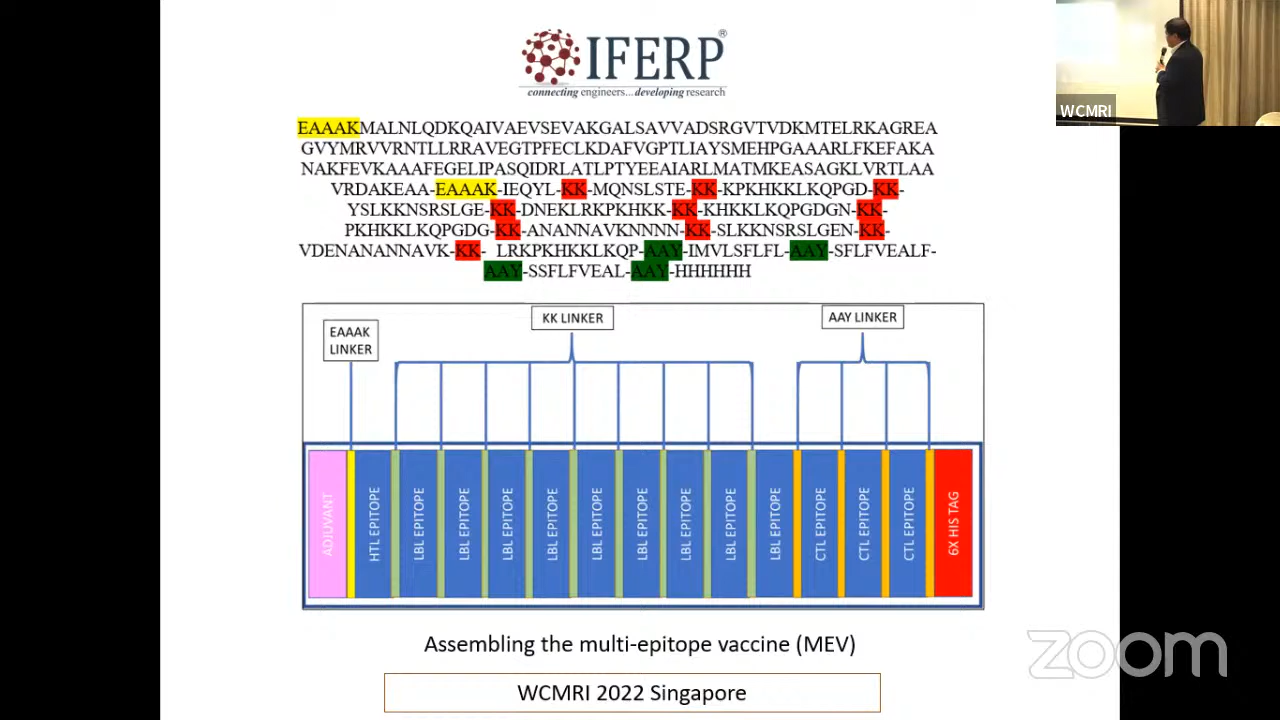 IFERP®
connecting engineers...developing research
WCMRI
EAAAKMALNLQDKQAIVAEVSEVAKGALSAVVADSRGVTVDKMTELRKAGREA
GVYMRVVRNTLLRRAVEGTPFECLKDAFVGPTLIAYSMEHPGAAARLFKEFAKA
NAKFEVKAAAFEGELIPASQIDRLATLPTYEEAIARLMATMKEASAGKLVRTLAA
VRDAKEAA-EAAAK-IEQYL-KK-MQNSLSTE-KK-KPKHKKLKQPGD-KK-
YSLKKNSRSLGE-KK-DNEKLRKPKHKK-KK-KHKKLKQPGDGN-KK-
PKHKKLKQPGDG-KK-ANANNAVKNNNN-KK-SLKKNSRSLGEN-KK-
VDENANANNAVK-KK- LRKPKHKKLKQP-AAY-IMVLSFLFL-AAY-SFLFVEALF-
AAY-SSFLFVEAL-AAY-HHHHHH
EAAAK
LINKER
KK LINKER
AAY LINKER
ADJUVANT
HTL EPITOPE
LBL EPITOPE
LBL EPITOPE
LBL EPITOPE
LBL EPITOPE
LBL EPITOPE
LBL EPITOPE
LBL EPITOPE
LBL EPITOPE
LBL EPITOPE
CTL EPITOPE
CTL EPITOPE
CTL EPITOPE
6X HIS TAG
Assembling the multi-epitope vaccine (MEV)
WCMRI 2022 Singapore
zoom